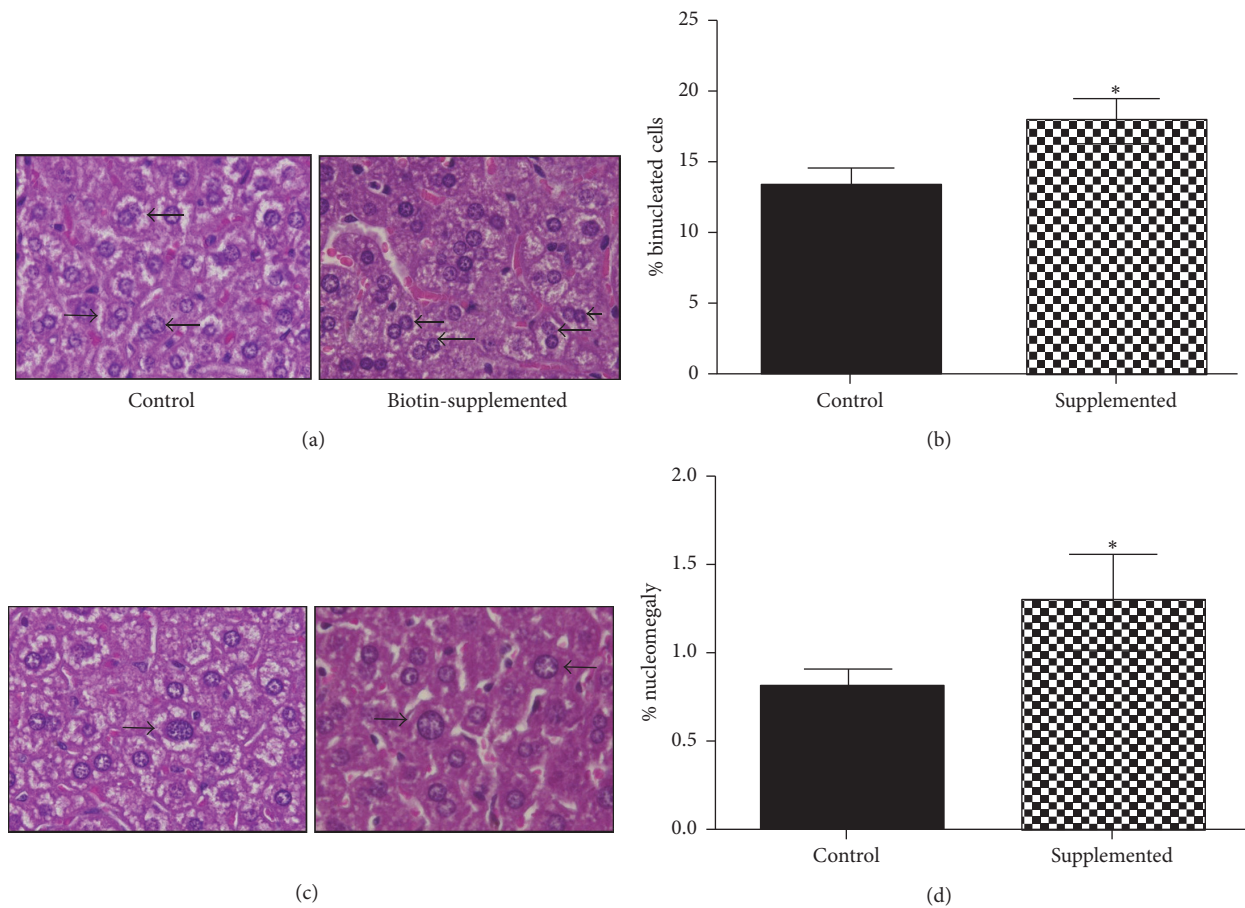 Control
Biotin-supplemented
(a)
25
20
15
10
5
0
% binucleated cells
*
Control
Supplemented
(b)
(c)
2.0
1.5
1.0
0.5
0.0
% nucleomegaly
*
Control
Supplemented
(d)